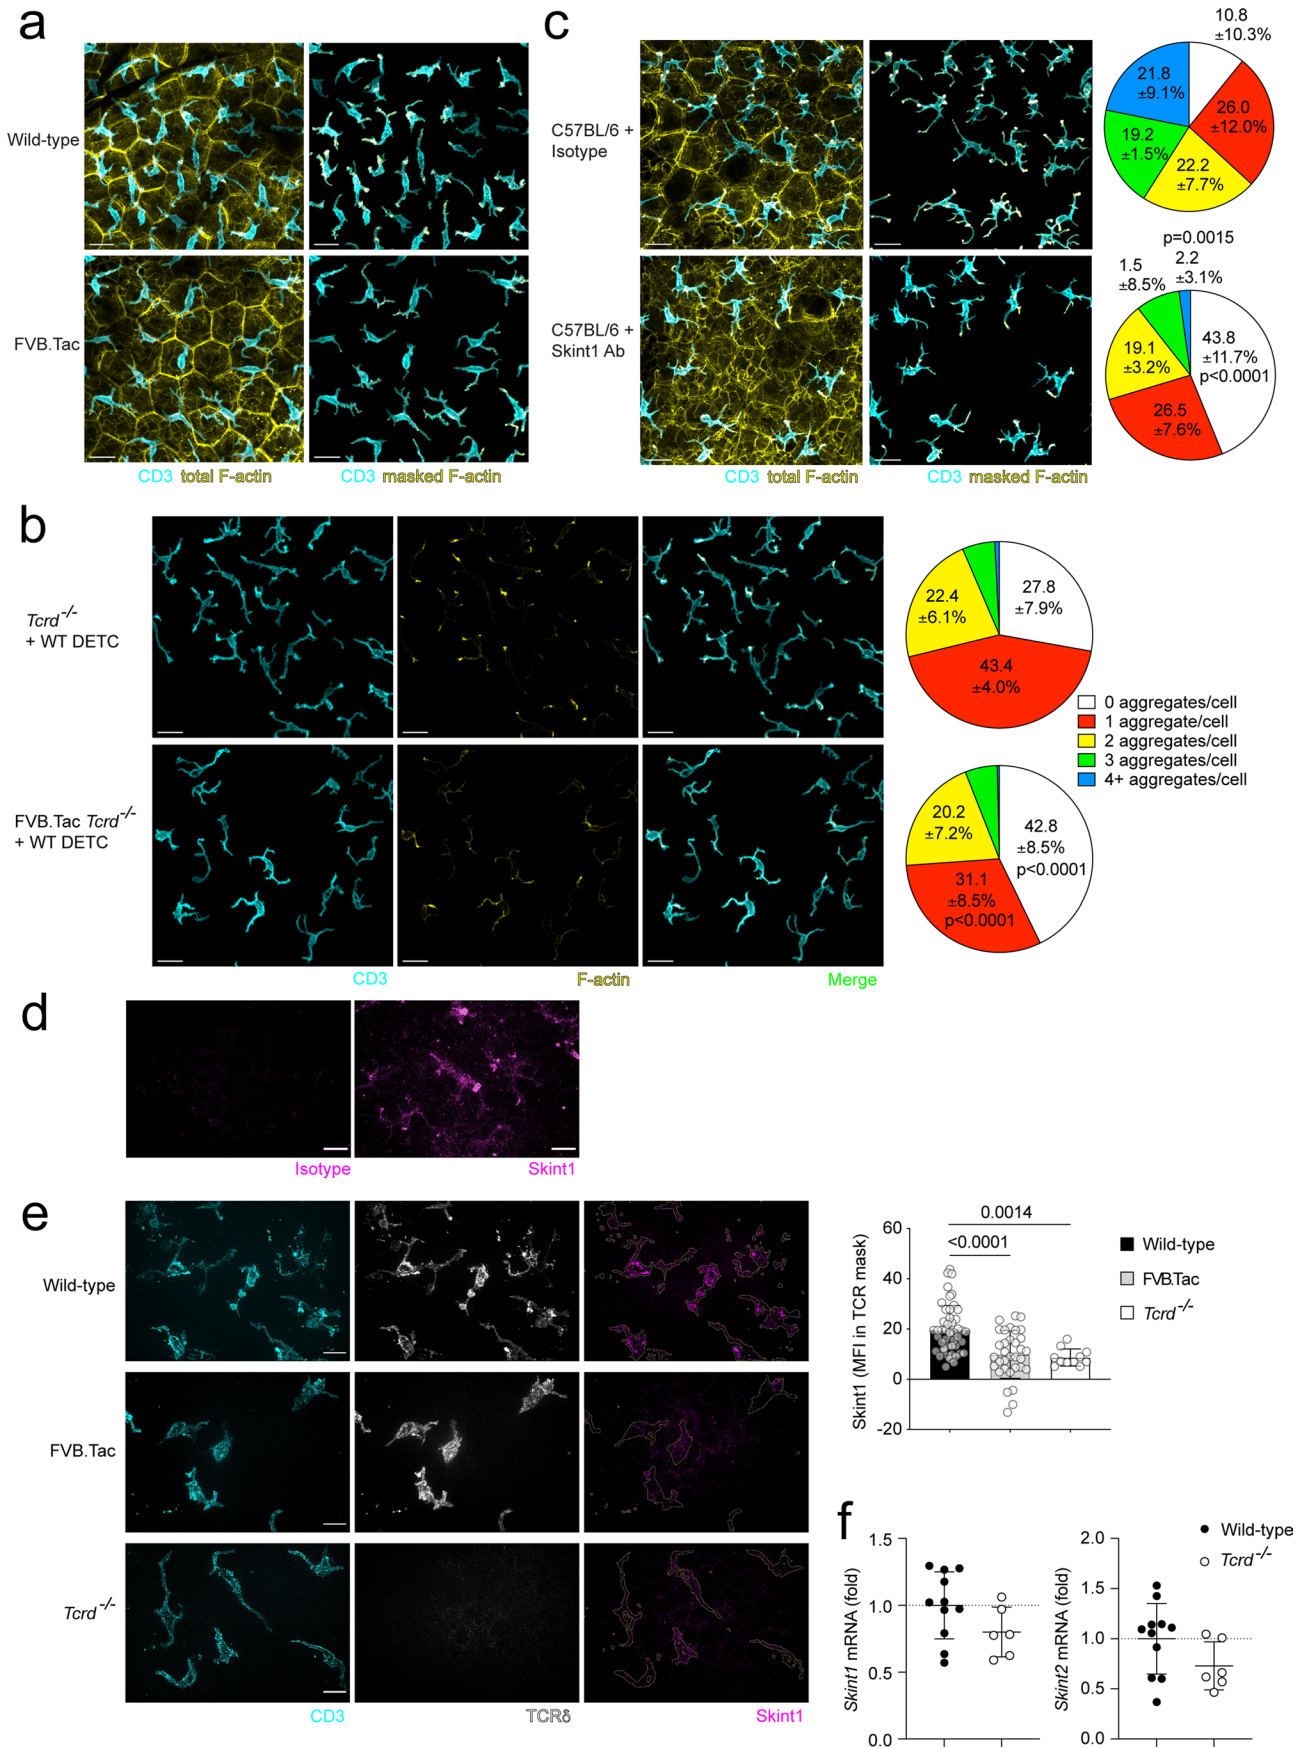 a
Wild-type
FVB.Tac
CD3 total F-actin
CD3 masked F-actin
c
C57BL/6 +
Isotype
C57BL/6 +
Skint1 Ab
CD3 total F-actin
CD3 masked F-actin
10.8
±10.3%
21.8
±9.1%
26.0
±12.0%
19.2
±1.5%
22.2
±7.7%
p=0.0015
1.5
±8.5%
2.2
±3.1%
43.8
±11.7%
p<0.0001
19.1
±3.2%
26.5
±7.6%
b
Tcrd-/-
+ WT DETC
FVB.Tac Tcrd-/-
+ WT DETC
CD3
F-actin
Merge
27.8
±7.9%
22.4
±6.1%
43.4
±4.0%
0 aggregates/cell
1 aggregate/cell
2 aggregates/cell
3 aggregates/cell
4+ aggregates/cell
20.2
±7.2%
42.8
±8.5%
p<0.0001
31.1
±8.5%
p<0.0001
d
Isotype
Skint1
e
Wild-type
FVB.Tac
Tcrd-/-
CD3
TCRδ
Skint1
Skint1 (MFI in TCR mask)
60
40
20
0
-20
0.0014
<0.0001
Wild-type
FVB.Tac
Tcrd-/-
f
Skint1 mRNA (fold)
1.5
1.0
0.5
0.0
Skint2 mRNA (fold)
2.0
1.5
1.0
0.5
0.0
Wild-type
Tcrd-/-